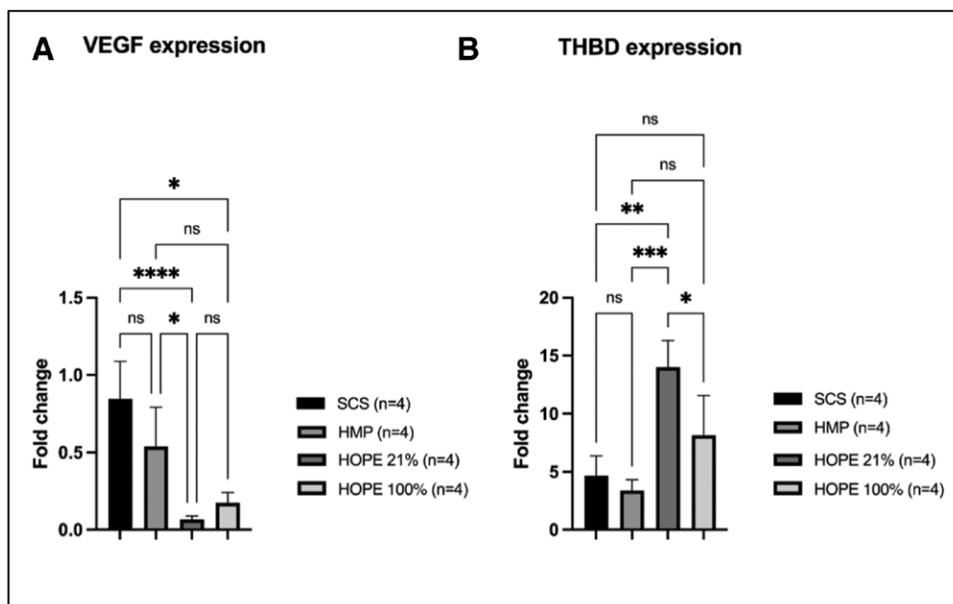 A VEGF expression
*
ns
****
ns * ns
1.5
1.0
0.5
0.0
Fold change
SCS (n=4)
HMP (n=4)
HOPE 21% (n=4)
HOPE 100% (n=4)
B THBD expression
ns
ns
**
***
ns *
20
15
10
5
0
Fold change
SCS (n=4)
HMP (n=4)
HOPE 21% (n=4)
HOPE 100% (n=4)